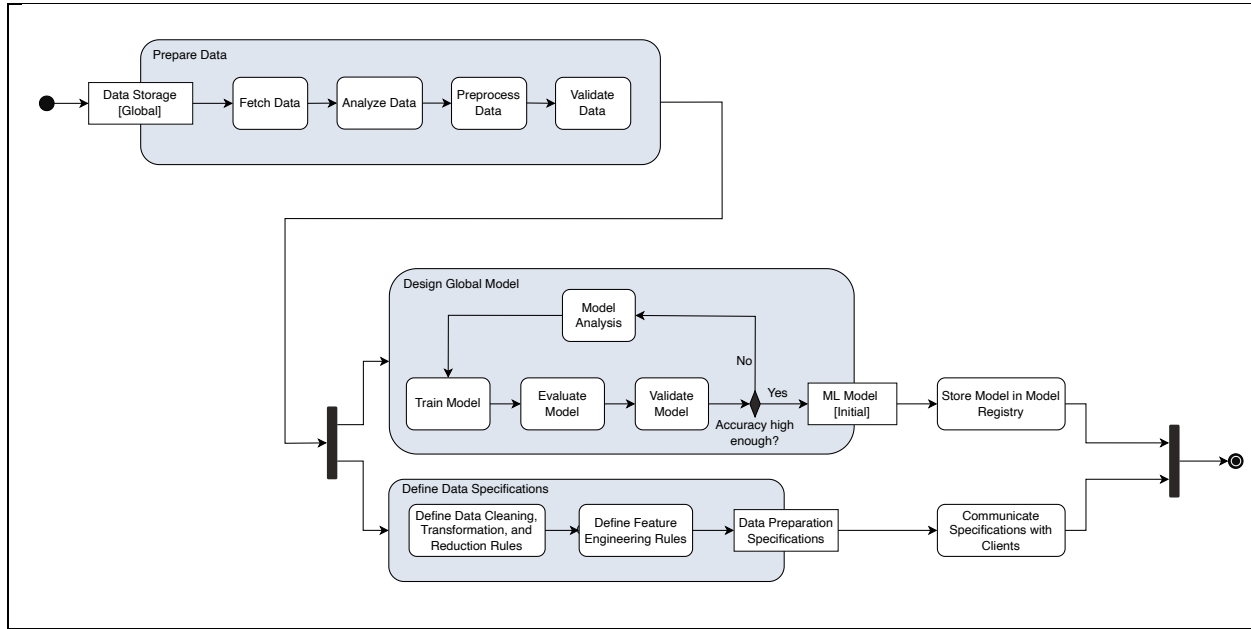 Prepare Data
Data Storage
[Global]
Fetch Data
Analyze Data
Preprocess
Data
Validate
Data
Design Global Model
Model
Analysis
No
Train Model
Evaluate
Model
Validate
Model
Yes
Accuracy high
enough?
ML Model
[Initial]
Store Model in Model
Registry
Define Data Specifications
Define Data Cleaning,
Transformation, and
Reduction Rules
Define Feature
Engineering Rules
Data Preparation
Specifications
Communicate
Specifications with
Clients